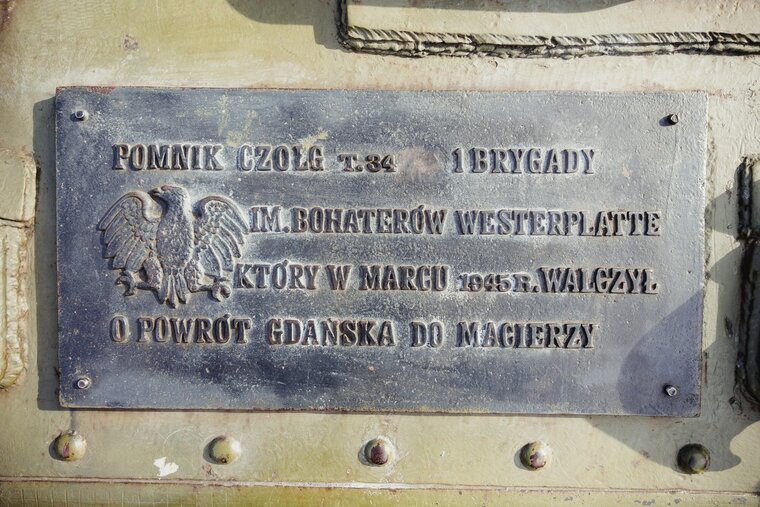 POMNIK CZOŁG T.34 1 BRYGADY
IM. BOHATERÓW WESTERPLATTE
KTÓRY W MARCU 1945 R. WALCZYŁ
O POWRÓT GDAŃSKA DO MACIERZY